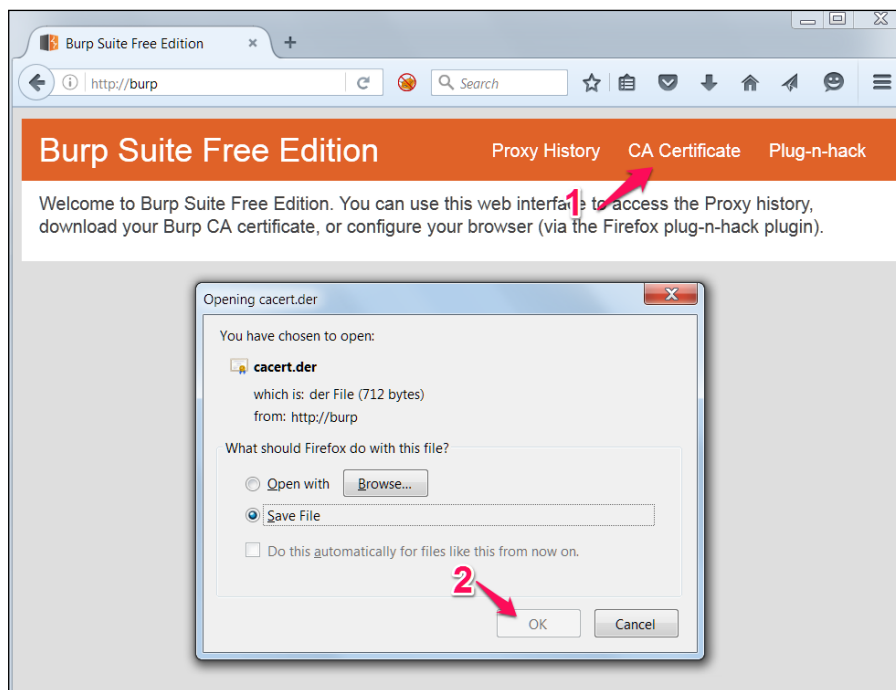 Burp Suite Free Edition
http://burp
Search
Burp Suite Free Edition
Proxy History
CA Certificate
Plug-n-hack
1
Welcome to Burp Suite Free Edition. You can use this web interface to access the Proxy history,
download your Burp CA certificate, or configure your browser (via the Firefox plug-n-hack plugin).
Opening cacert.der
You have chosen to open:
cacert.der
which is: der File (712 bytes)
from: http://burp
What should Firefox do with this file?
Open with
Browse...
Save File
Do this automatically for files like this from now on.
2
OK
Cancel